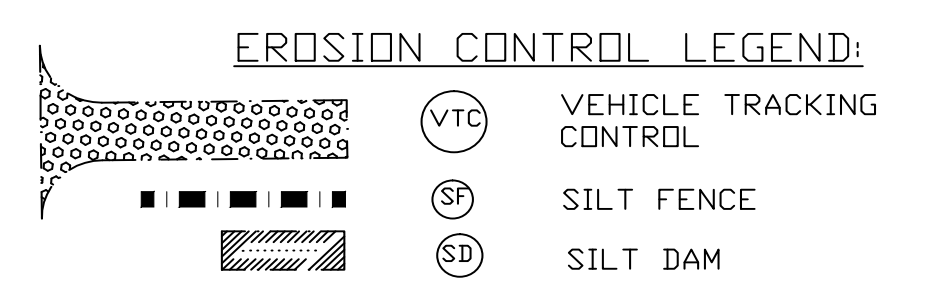 EROSION CONTROL LEGEND:
VTC VEHICLE TRACKING
CONTROL
SF SILT FENCE
SD SILT DAM